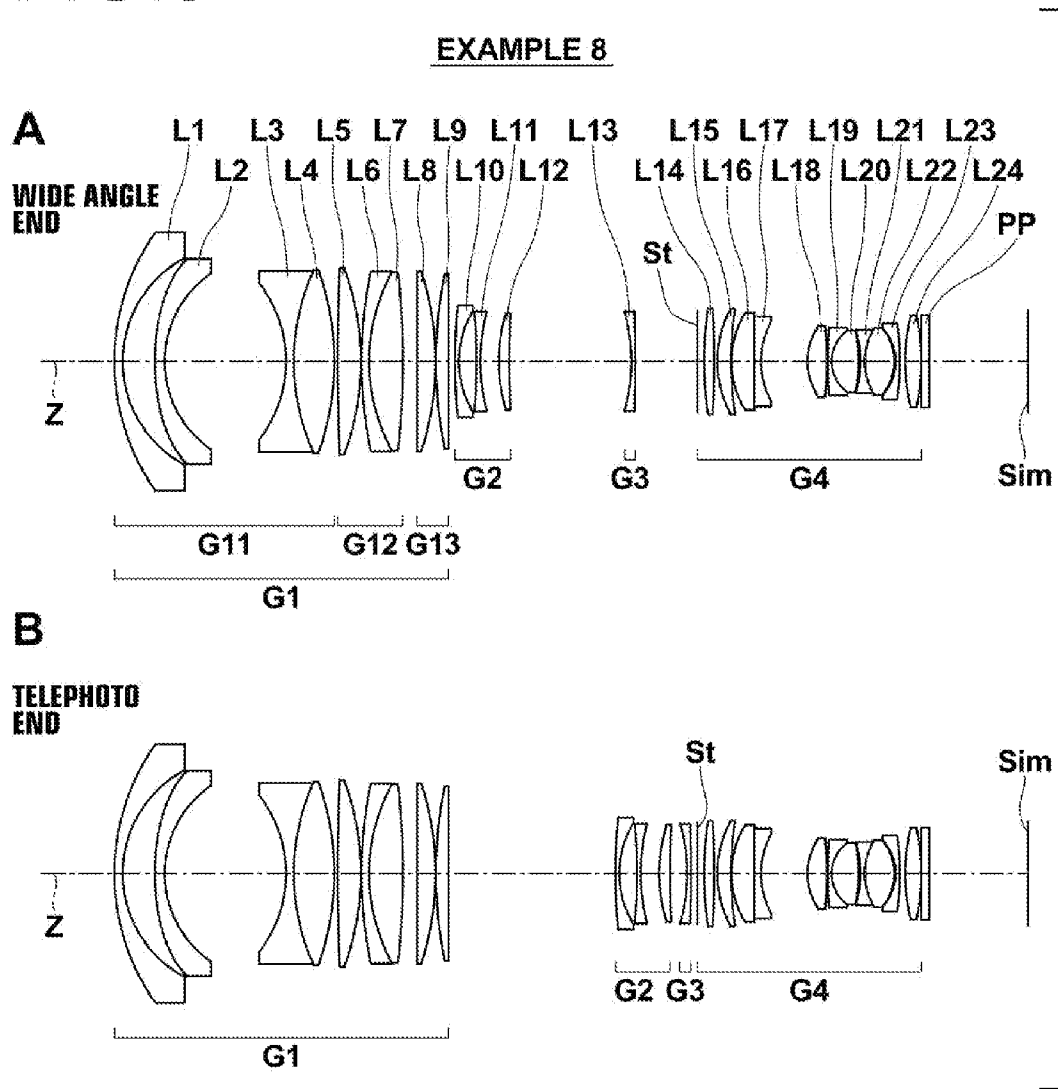 EXAMPLE 8
A
L1 L3 L5 L7 L9 L11 L13 L15 L17 L19 L21 L23
L2 L4 L6 L8 L10 L12 L14 L16 L18 L20 L22 L24
WIDE ANGLE
END
PP
St
Z
G2 G3 G4 Sim
G11 G12 G13
G1
B
TELEPHOTO
END
St Sim
Z
G2 G3 G4
G1